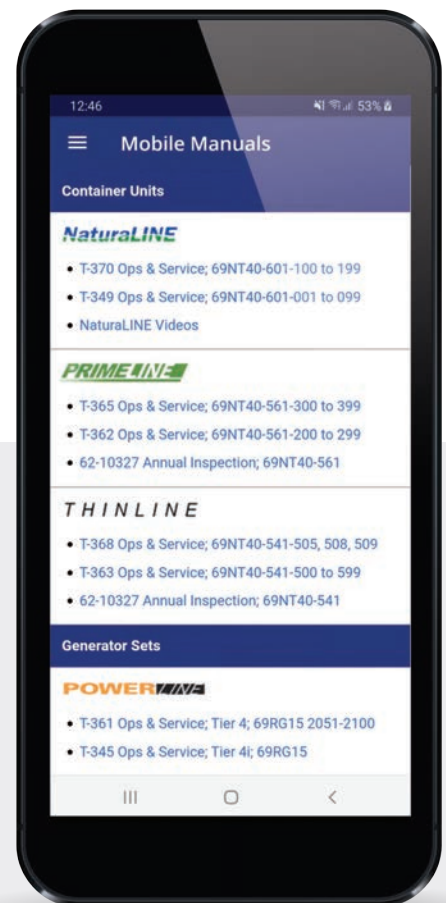 12:46 53%
Mobile Manuals
Container Units
NaturaLINE
• T-370 Ops & Service; 69NT40-601-100 to 199
• T-349 Ops & Service; 69NT40-601-001 to 099
• NaturaLINE Videos
PRIMELINE
• T-365 Ops & Service; 69NT40-561-300 to 399
• T-362 Ops & Service; 69NT40-561-200 to 299
• 62-10327 Annual Inspection; 69NT40-561
THINLINE
• T-368 Ops & Service; 69NT40-541-505, 508, 509
• T-363 Ops & Service; 69NT40-541-500 to 599
• 62-10327 Annual Inspection; 69NT40-541
Generator Sets
POWERLINE
• T-361 Ops & Service; Tier 4; 69RG15 2051-2100
• T-345 Ops & Service; Tier 4i; 69RG15